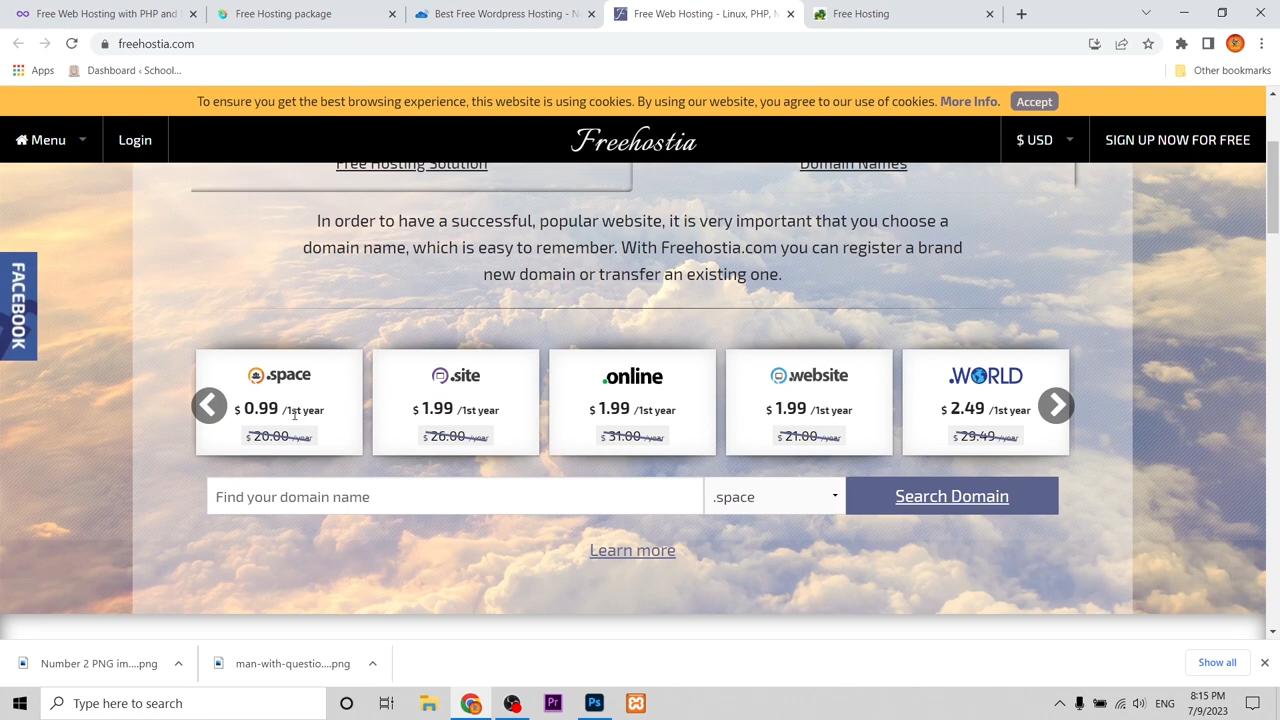 Free Web Hosting with PHP and
Free Hosting package
Best Free Wordpress Hosting - N
Free Web Hosting - Linux, PHP, M
Free Hosting
freehostia.com
Apps
Dashboard ‹ School...
Other bookmarks
To ensure you get the best browsing experience, this website is using cookies. By using our website, you agree to our use of cookies. More Info.
Accept
Menu
Login
Freehostia
$ USD
SIGN UP NOW FOR FREE
Free Hosting Solution
Domain Names
In order to have a successful, popular website, it is very important that you choose a
domain name, which is easy to remember. With Freehostia.com you can register a brand
new domain or transfer an existing one.
FACEBOOK
.space
$ 0.99 /1st year
$ 20.00 /year
.site
$ 1.99 /1st year
$ 26.00 /year
.online
$ 1.99 /1st year
$ 31.00 /year
.website
$ 1.99 /1st year
$ 21.00 /year
.WORLD
$ 2.49 /1st year
$ 29.49 /year
Find your domain name
.space
Search Domain
Learn more
Number 2 PNG im....png
man-with-questio....png
Show all
Type here to search
Pr
Ps
ENG
8:15 PM
7/9/2023